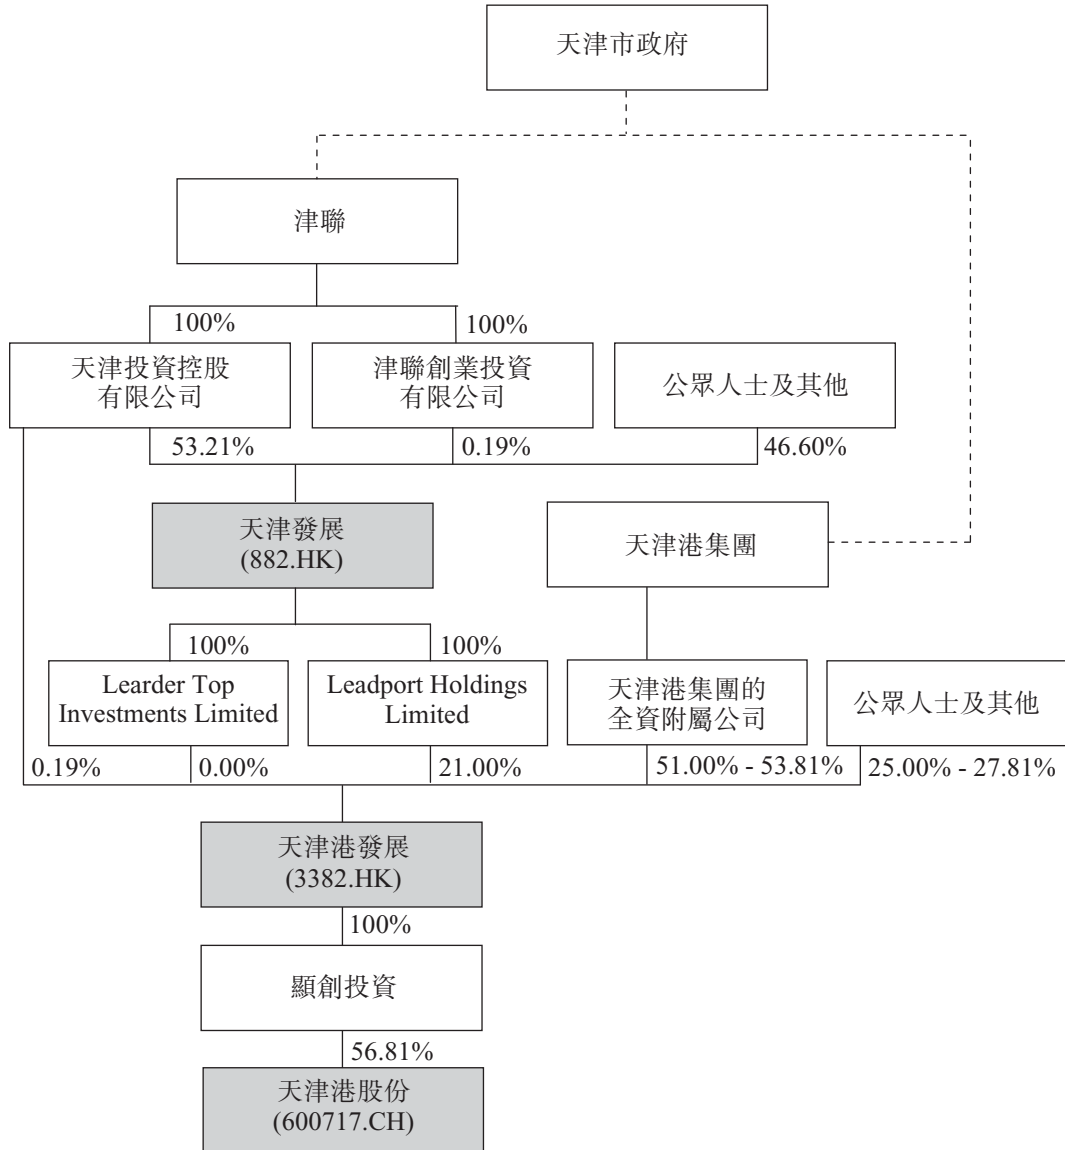 天津市政府
津聯
100%
100%
天津投資控股
有限公司
津聯創業投資
有限公司
公眾人士及其他
53.21%
0.19%
46.60%
天津發展
(882.HK)
天津港集團
100%
100%
Learder Top
Investments Limited
Leadport Holdings
Limited
天津港集團的
全資附屬公司
公眾人士及其他
0.19%
0.00%
21.00%
51.00% - 53.81%
25.00% - 27.81%
天津港發展
(3382.HK)
100%
顯創投資
56.81%
天津港股份
(600717.CH)